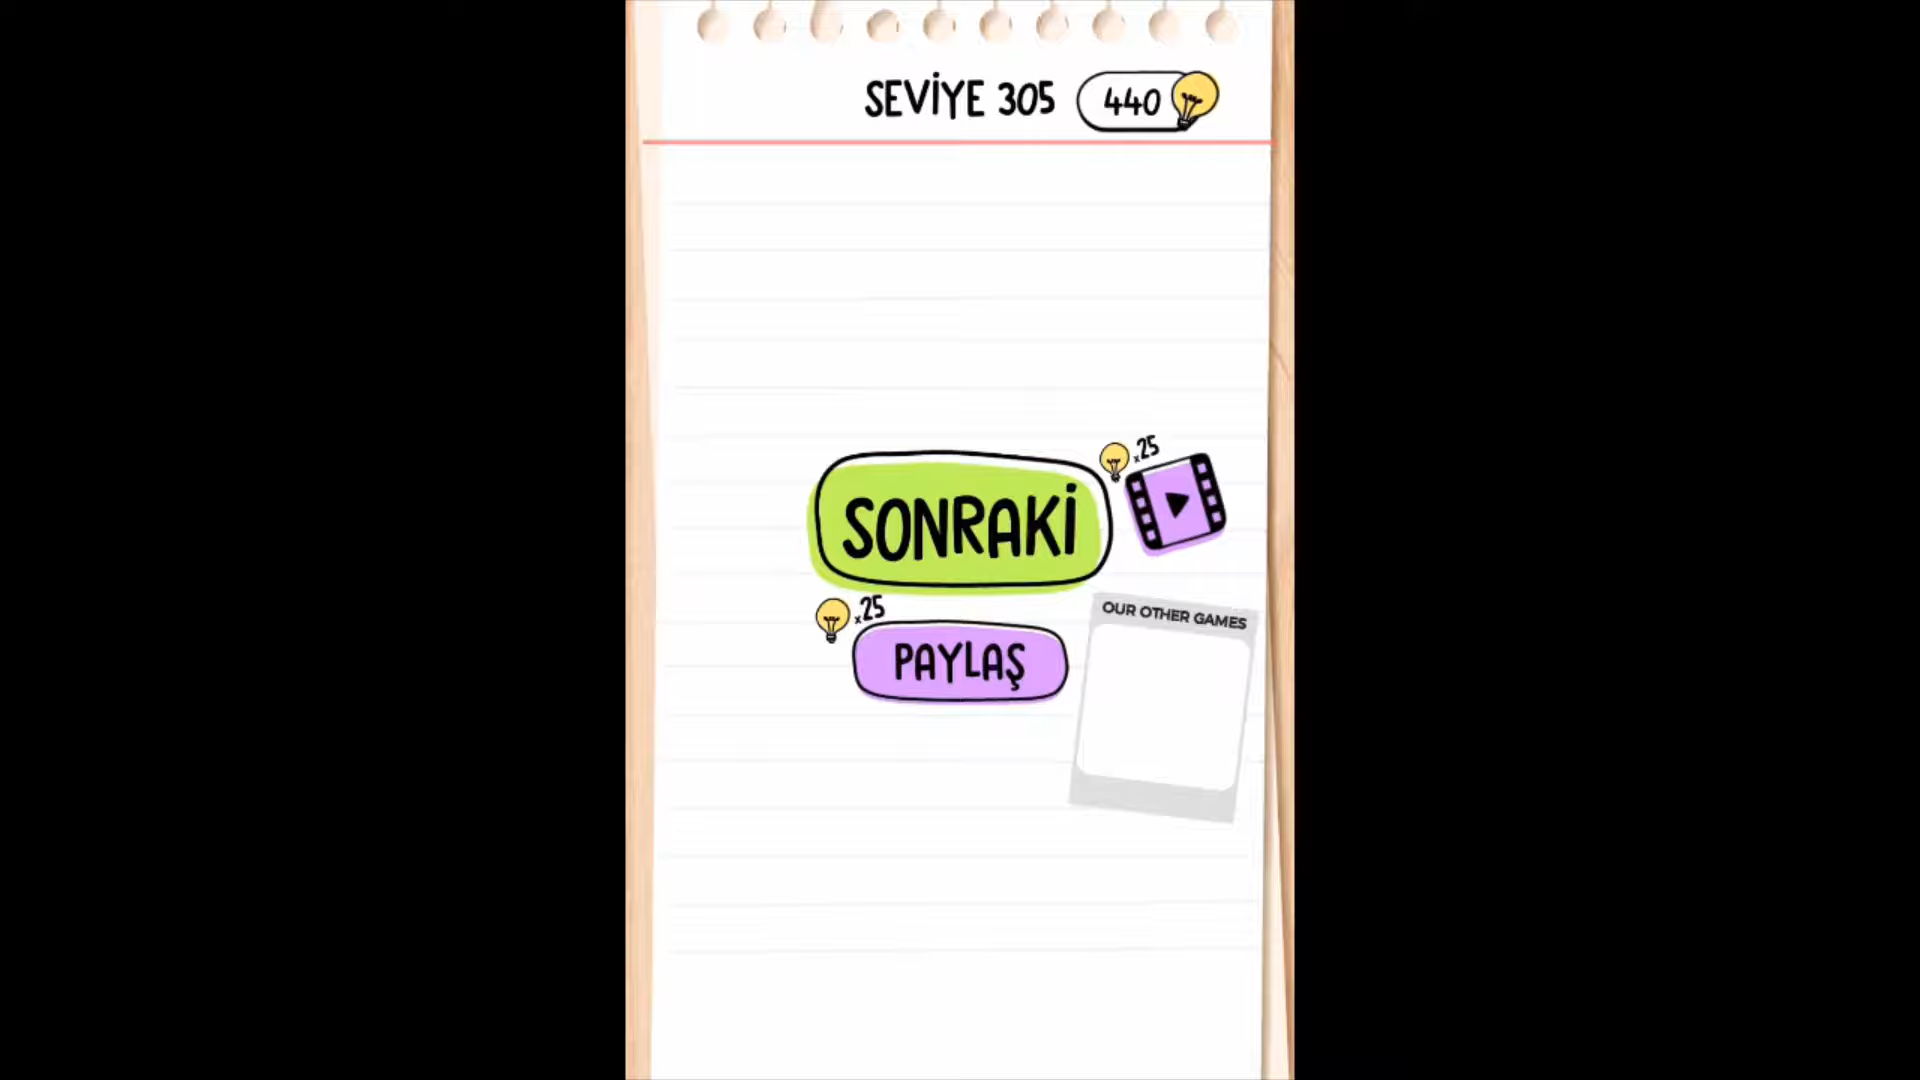 SEVİYE 305
440
x25
SONRAKİ
x25
PAYLAŞ
OUR OTHER GAMES